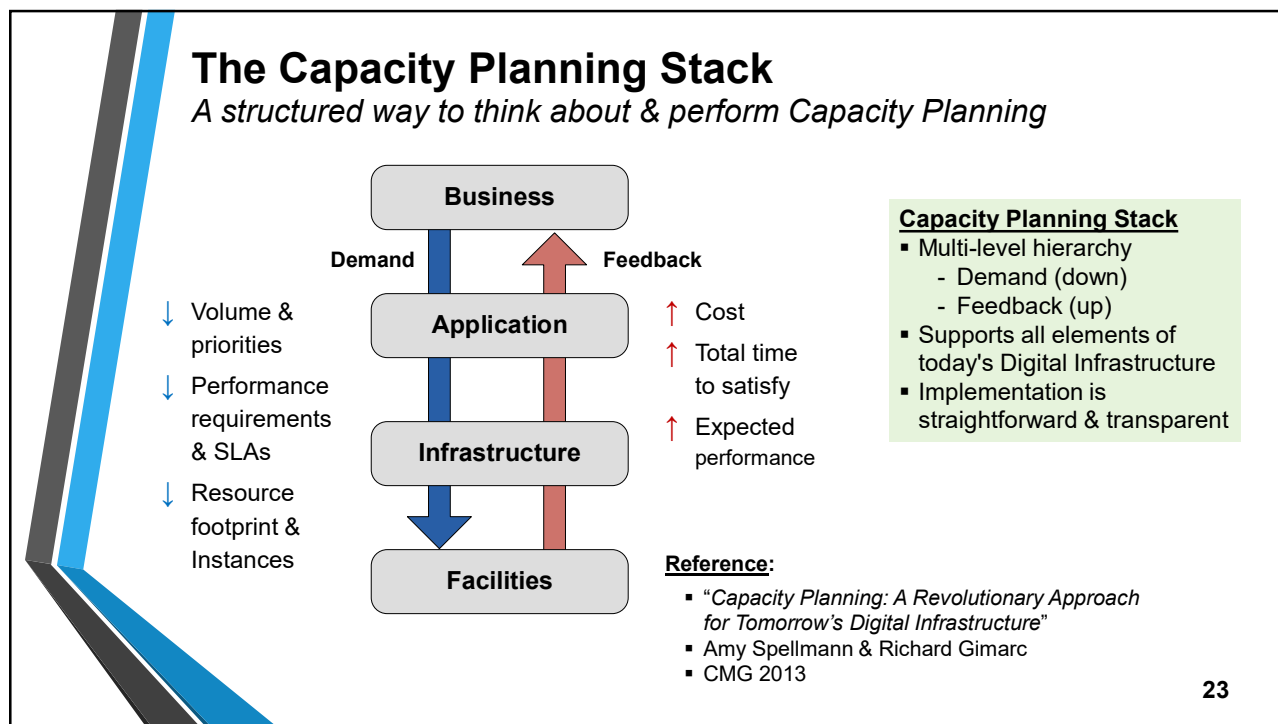 The Capacity Planning Stack
A structured way to think about & perform Capacity Planning
Business
Demand
Feedback
Application
Infrastructure
Facilities
↓ Volume &
priorities
↓ Performance
requirements
& SLAs
↓ Resource
footprint &
Instances
↑ Cost
↑ Total time
to satisfy
↑ Expected
performance
Capacity Planning Stack
▪ Multi-level hierarchy
- Demand (down)
- Feedback (up)
▪ Supports all elements of
today's Digital Infrastructure
▪ Implementation is
straightforward & transparent
Reference:
▪ “Capacity Planning: A Revolutionary Approach
for Tomorrow’s Digital Infrastructure”
▪ Amy Spellmann & Richard Gimarc
▪ CMG 2013
23